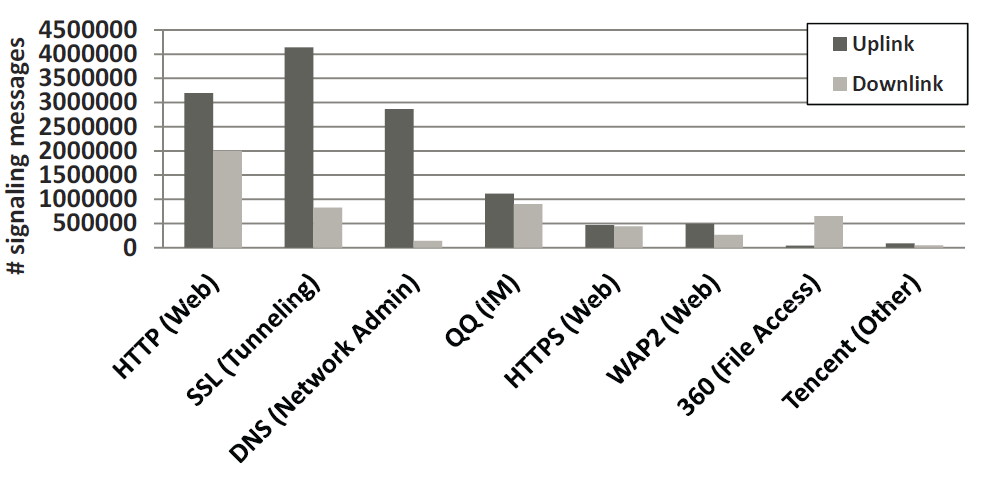 # signaling messages
4500000
4000000
3500000
3000000
2500000
2000000
1500000
1000000
500000
0
Uplink
Downlink
HTTP (Web)
SSL (Tunneling)
DNS (Network Admin)
QQ (IM)
HTTPS (Web)
WAP2 (Web)
360 (File Access)
Tencent (Other)